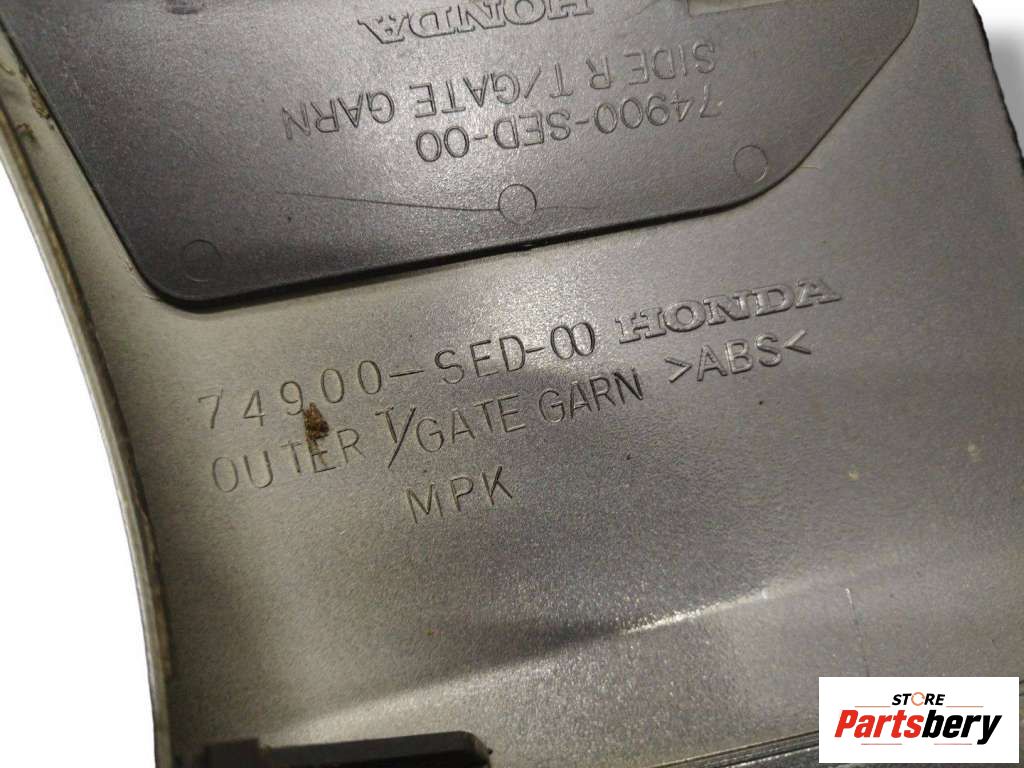 HONDA
SIDE R T/GATE GARN
74900-SED-00
74900-SED-00 HONDA
OUTER T/GATE GARN >ABS<
MPK
STORE
Partsbery